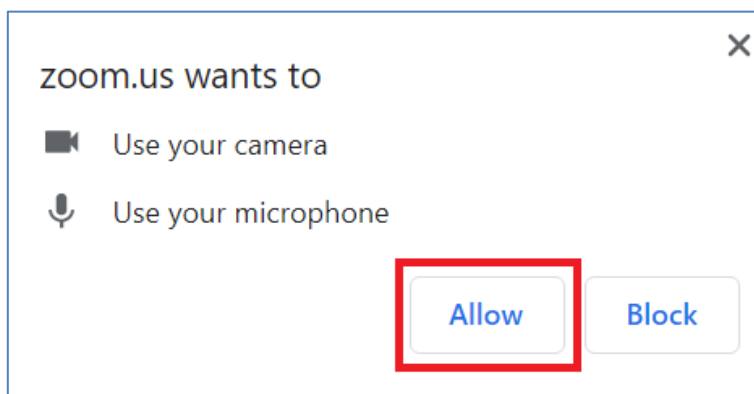 zoom.us wants to
Use your camera
Use your microphone
Allow Block